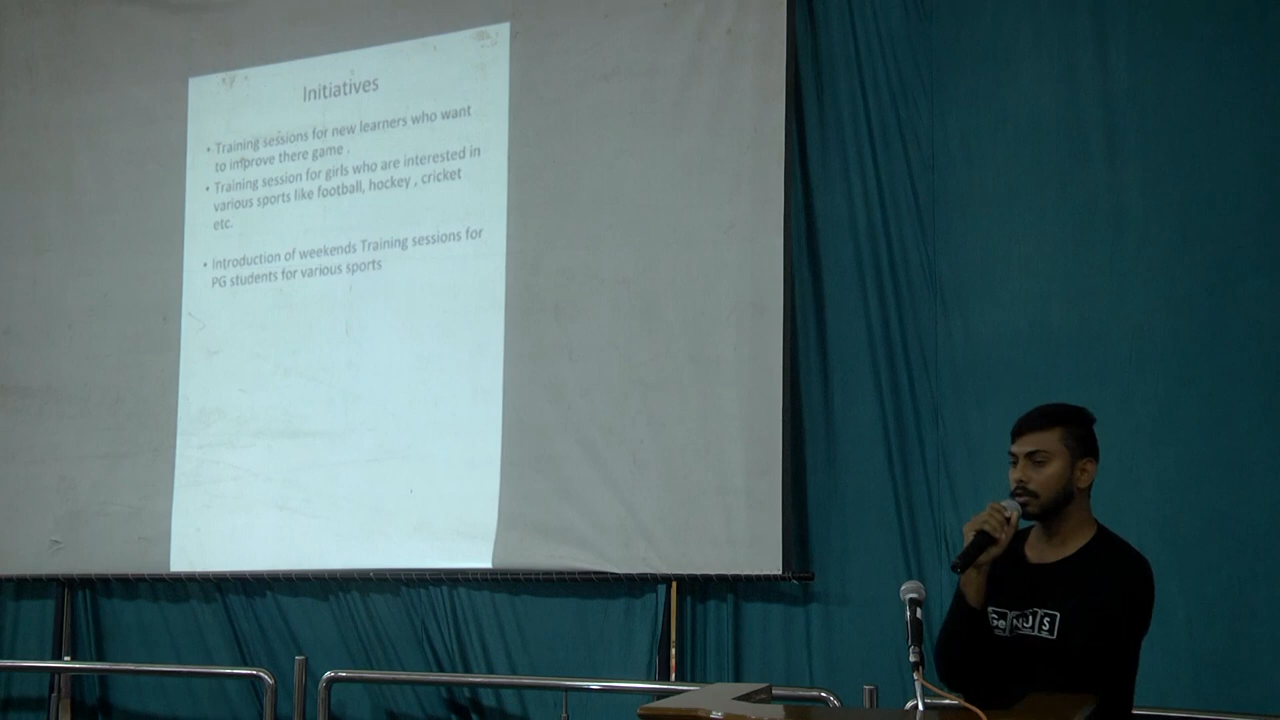 Initiatives
• Training sessions for new learners who want
to improve there game .
• Training session for girls who are interested in
various sports like football, hockey , cricket
etc.
• Introduction of weekends Training sessions for
PG students for various sports
GeNUS